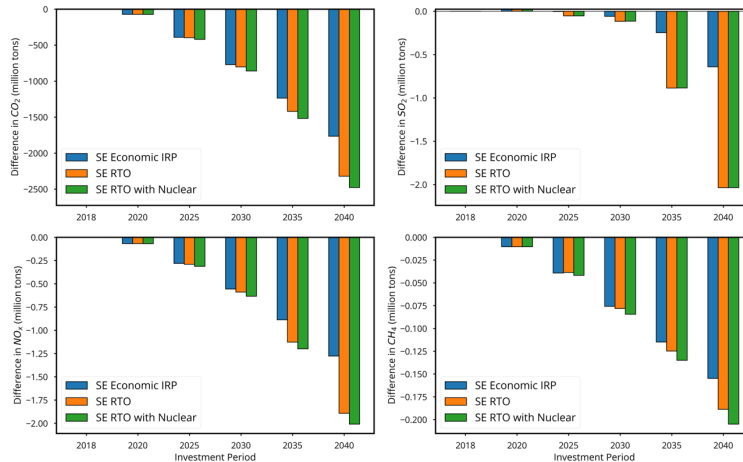 0
−500
−1000
−1500
−2000
−2500
Difference in CO₂ (million tons)
SE Economic IRP
SE RTO
SE RTO with Nuclear
2018 2020 2025 2030 2035 2040
0.0
−0.5
−1.0
−1.5
−2.0
Difference in SO₂ (million tons)
SE Economic IRP
SE RTO
SE RTO with Nuclear
2018 2020 2025 2030 2035 2040
0.00
−0.25
−0.50
−0.75
−1.00
−1.25
−1.50
−1.75
−2.00
Difference in NOₓ (million tons)
SE Economic IRP
SE RTO
SE RTO with Nuclear
2018 2020 2025 2030 2035 2040
Investment Period
0.000
−0.025
−0.050
−0.075
−0.100
−0.125
−0.150
−0.175
−0.200
Difference in CH₄ (million tons)
SE Economic IRP
SE RTO
SE RTO with Nuclear
2018 2020 2025 2030 2035 2040
Investment Period